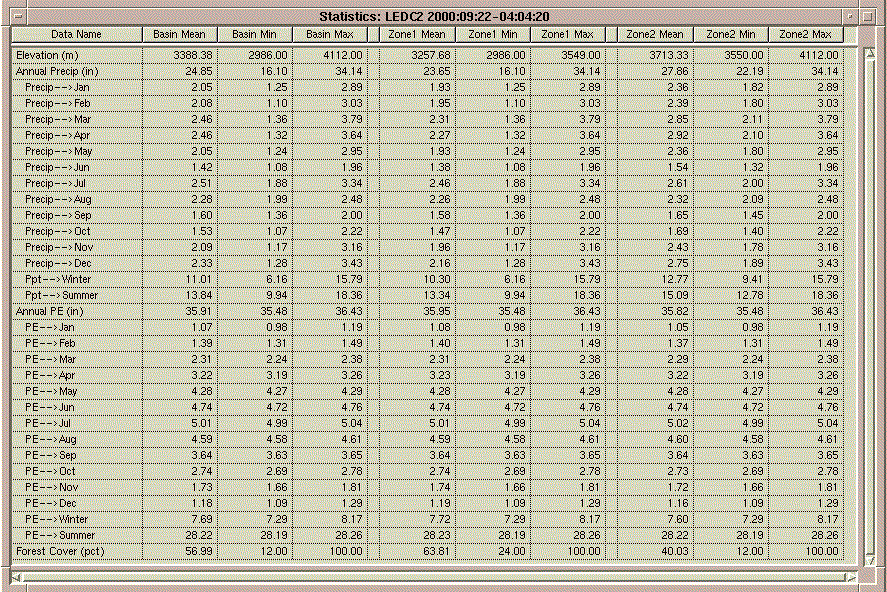 Statistics: LEDC2 2000:09:22-04:04:20
Data Name Basin Mean Basin Min Basin Max Zone1 Mean Zone1 Min Zone1 Max Zone2 Mean Zone2 Min Zone2 Max
Elevation (m) 3388.38 2986.00 4112.00 3257.68 2986.00 3549.00 3713.33 3550.00 4112.00
Annual Precip (in) 24.85 16.10 34.14 23.65 16.10 34.14 27.86 22.19 34.14
Precip-->Jan 2.05 1.25 2.89 1.93 1.25 2.89 2.36 1.82 2.89
Precip-->Feb 2.08 1.10 3.03 1.95 1.10 3.03 2.39 1.80 3.03
Precip-->Mar 2.46 1.36 3.79 2.31 1.36 3.79 2.85 2.11 3.79
Precip-->Apr 2.46 1.32 3.64 2.27 1.32 3.64 2.92 2.10 3.64
Precip-->May 2.05 1.24 2.95 1.93 1.24 2.95 2.36 1.80 2.95
Precip-->Jun 1.42 1.08 1.96 1.38 1.08 1.96 1.54 1.32 1.96
Precip-->Jul 2.51 1.88 3.34 2.46 1.88 3.34 2.61 2.00 3.34
Precip-->Aug 2.28 1.99 2.48 2.26 1.99 2.48 2.32 2.09 2.48
Precip-->Sep 1.60 1.36 2.00 1.58 1.36 2.00 1.65 1.45 2.00
Precip-->Oct 1.53 1.07 2.22 1.47 1.07 2.22 1.69 1.40 2.22
Precip-->Nov 2.09 1.17 3.16 1.96 1.17 3.16 2.43 1.78 3.16
Precip-->Dec 2.33 1.28 3.43 2.16 1.28 3.43 2.75 1.89 3.43
Ppt-->Winter 11.01 6.16 15.79 10.30 6.16 15.79 12.77 9.41 15.79
Ppt-->Summer 13.84 9.94 18.36 13.34 9.94 18.36 15.09 12.78 18.36
Annual PE (in) 35.91 35.48 36.43 35.95 35.48 36.43 35.82 35.48 36.43
PE-->Jan 1.07 0.98 1.19 1.08 0.98 1.19 1.05 0.98 1.19
PE-->Feb 1.39 1.31 1.49 1.40 1.31 1.49 1.37 1.31 1.49
PE-->Mar 2.31 2.24 2.38 2.31 2.24 2.38 2.29 2.24 2.38
PE-->Apr 3.22 3.19 3.26 3.23 3.19 3.26 3.22 3.19 3.26
PE-->May 4.28 4.27 4.29 4.28 4.27 4.29 4.28 4.27 4.29
PE-->Jun 4.74 4.72 4.76 4.74 4.72 4.76 4.74 4.72 4.76
PE-->Jul 5.01 4.99 5.04 5.01 4.99 5.04 5.02 4.99 5.04
PE-->Aug 4.59 4.58 4.61 4.59 4.58 4.61 4.60 4.58 4.61
PE-->Sep 3.64 3.63 3.65 3.64 3.63 3.65 3.64 3.63 3.65
PE-->Oct 2.74 2.69 2.78 2.74 2.69 2.78 2.73 2.69 2.78
PE-->Nov 1.73 1.66 1.81 1.74 1.66 1.81 1.72 1.66 1.81
PE-->Dec 1.18 1.09 1.29 1.19 1.09 1.29 1.16 1.09 1.29
PE-->Winter 7.69 7.29 8.17 7.72 7.29 8.17 7.60 7.29 8.17
PE-->Summer 28.22 28.19 28.26 28.23 28.19 28.26 28.22 28.19 28.26
Forest Cover (pct) 56.99 12.00 100.00 63.81 24.00 100.00 40.03 12.00 100.00